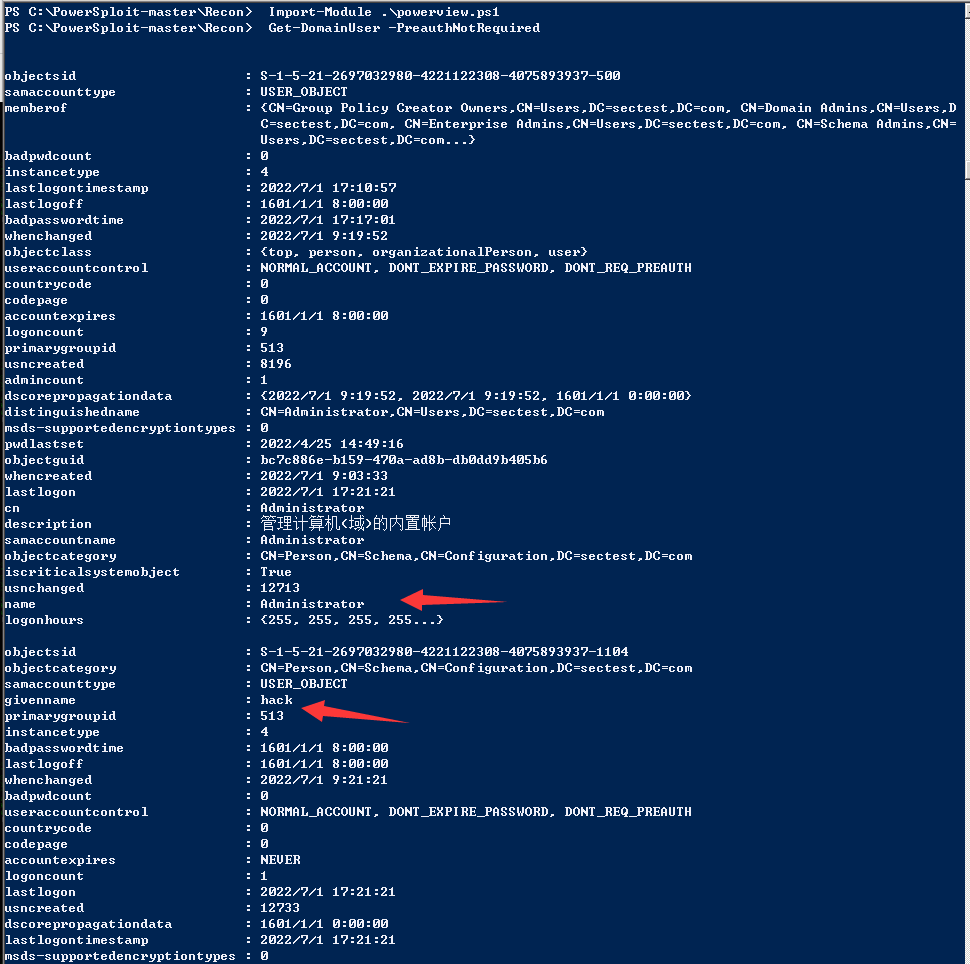 PS C:\PowerSploit-master\Recon>  Import-Module .\powerview.ps1
PS C:\PowerSploit-master\Recon>  Get-DomainUser -PreauthNotRequired
objectsid                     : S-1-5-21-2697032980-4221122308-4075893937-500
samaccounttype                : USER_OBJECT
memberof                      : {CN=Group Policy Creator Owners,CN=Users,DC=sectest,DC=com, CN=Domain Admins,CN=Users,D
                                C=sectest,DC=com, CN=Enterprise Admins,CN=Users,DC=sectest,DC=com, CN=Schema Admins,CN=
                                Users,DC=sectest,DC=com...}
badpwdcount                   : 0
instancetype                  : 4
lastlogontimestamp            : 2022/7/1 17:10:57
lastlogoff                    : 1601/1/1 8:00:00
badpasswordtime               : 2022/7/1 17:17:01
whenchanged                   : 2022/7/1 9:19:52
objectclass                   : {top, person, organizationalPerson, user}
useraccountcontrol            : NORMAL_ACCOUNT, DONT_EXPIRE_PASSWORD, DONT_REQ_PREAUTH
countrycode                   : 0
codepage                      : 0
accountexpires                : 1601/1/1 8:00:00
logoncount                    : 9
primarygroupid                : 513
usncreated                    : 8196
admincount                    : 1
dscorepropagationdata         : {2022/7/1 9:19:52, 2022/7/1 9:19:52, 1601/1/1 0:00:00}
distinguishedname             : CN=Administrator,CN=Users,DC=sectest,DC=com
msds-supportedencryptiontypes : 0
pwdlastset                    : 2022/4/25 14:49:16
objectguid                    : bc7c886e-b159-470a-ad8b-db0dd9b405b6
whencreated                   : 2022/7/1 9:03:33
lastlogon                     : 2022/7/1 17:21:21
cn                            : Administrator
description                   : 管理计算机(域)的内置帐户
samaccountname                : Administrator
objectcategory                : CN=Person,CN=Schema,CN=Configuration,DC=sectest,DC=com
iscriticalsystemobject        : True
usnchanged                    : 12713
name                          : Administrator
logonhours                    : {255, 255, 255, 255...}
objectsid                     : S-1-5-21-2697032980-4221122308-4075893937-1104
objectcategory                : CN=Person,CN=Schema,CN=Configuration,DC=sectest,DC=com
samaccounttype                : USER_OBJECT
givenname                     : hack
primarygroupid                : 513
instancetype                  : 4
badpasswordtime               : 1601/1/1 8:00:00
lastlogoff                    : 1601/1/1 8:00:00
whenchanged                   : 2022/7/1 9:21:21
badpwdcount                   : 0
useraccountcontrol            : NORMAL_ACCOUNT, DONT_EXPIRE_PASSWORD, DONT_REQ_PREAUTH
countrycode                   : 0
codepage                      : 0
accountexpires                : NEVER
logoncount                    : 1
lastlogon                     : 2022/7/1 17:21:21
usncreated                    : 12733
dscorepropagationdata         : 1601/1/1 0:00:00
lastlogontimestamp            : 2022/7/1 17:21:21
msds-supportedencryptiontypes : 0